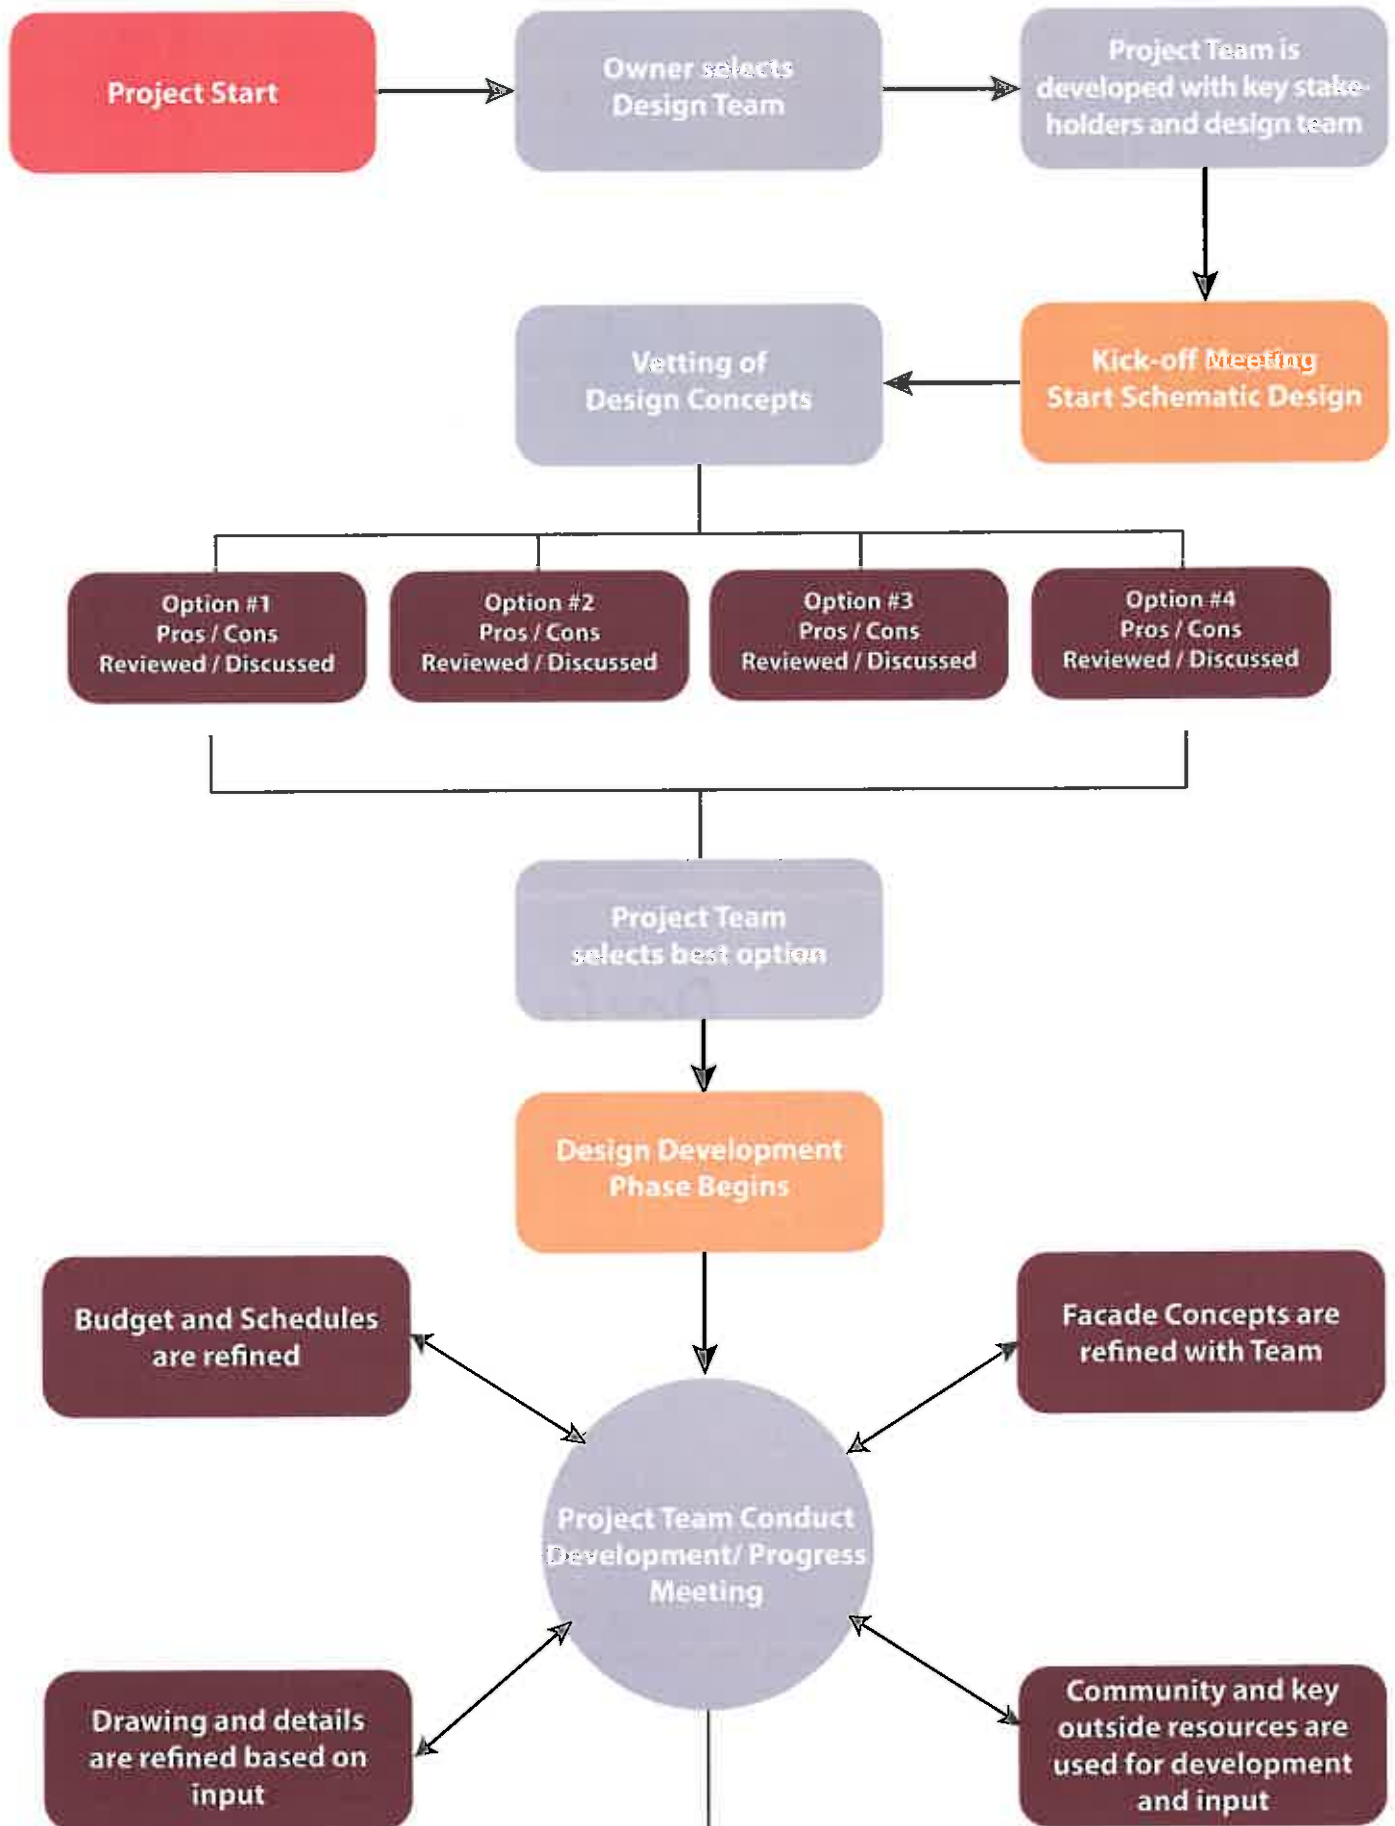 Project Start
Owner selects
Design Team
Project Team is
developed with key stake-
holders and design team
Vetting of
Design Concepts
Kick-off Meeting
Start Schematic Design
Option #1
Pros / Cons
Reviewed / Discussed
Option #2
Pros / Cons
Reviewed / Discussed
Option #3
Pros / Cons
Reviewed / Discussed
Option #4
Pros / Cons
Reviewed / Discussed
Project Team
selects best option
Design Development
Phase Begins
Budget and Schedules
are refined
Facade Concepts are
refined with Team
Project Team Conduct
Development/ Progress
Meeting
Drawing and details
are refined based on
input
Community and key
outside resources are
used for development
and input